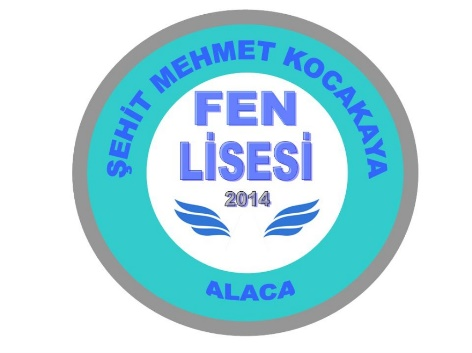 ŞEHİT MEHMET KOCAKAYA
FEN
LİSESİ
2014
ALACA